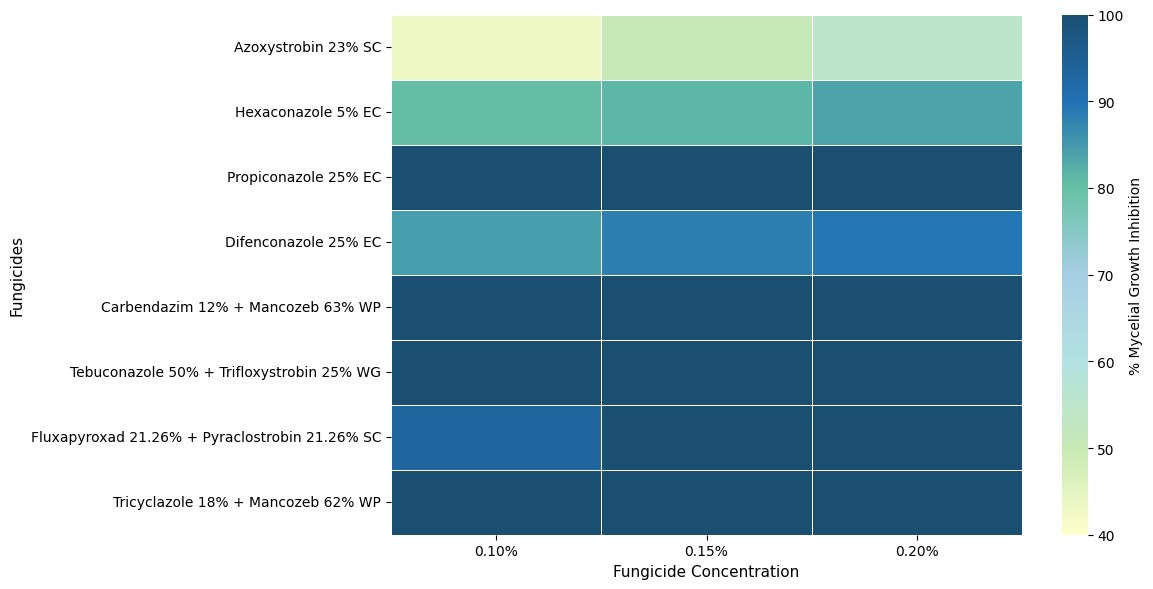 Azoxystrobin 23% SC
Hexaconazole 5% EC
Propiconazole 25% EC
Difenconazole 25% EC
Carbendazim 12% + Mancozeb 63% WP
Tebuconazole 50% + Trifloxystrobin 25% WG
Fluxapyroxad 21.26% + Pyraclostrobin 21.26% SC
Tricyclazole 18% + Mancozeb 62% WP
Fungicides
0.10% 0.15% 0.20%
Fungicide Concentration
100
90
80
70
60
50
40
% Mycelial Growth Inhibition